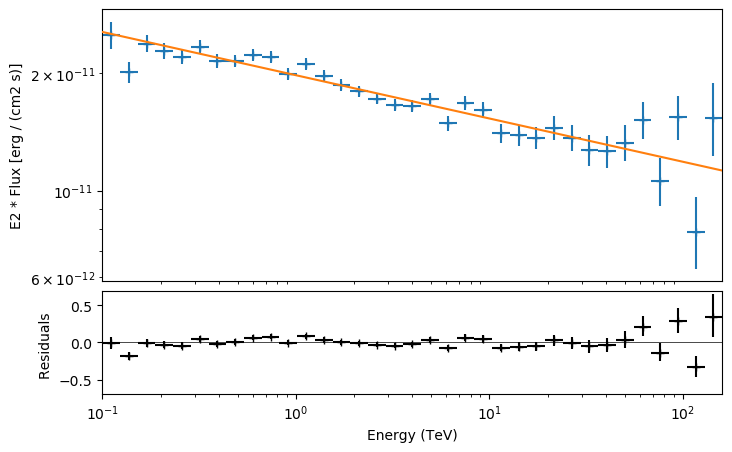 E2 * Flux [erg / (cm2 s)]
2 × 10⁻¹¹
10⁻¹¹
6 × 10⁻¹²
Residuals
0.5
0.0
−0.5
10⁻¹ 10⁰ 10¹ 10²
Energy (TeV)